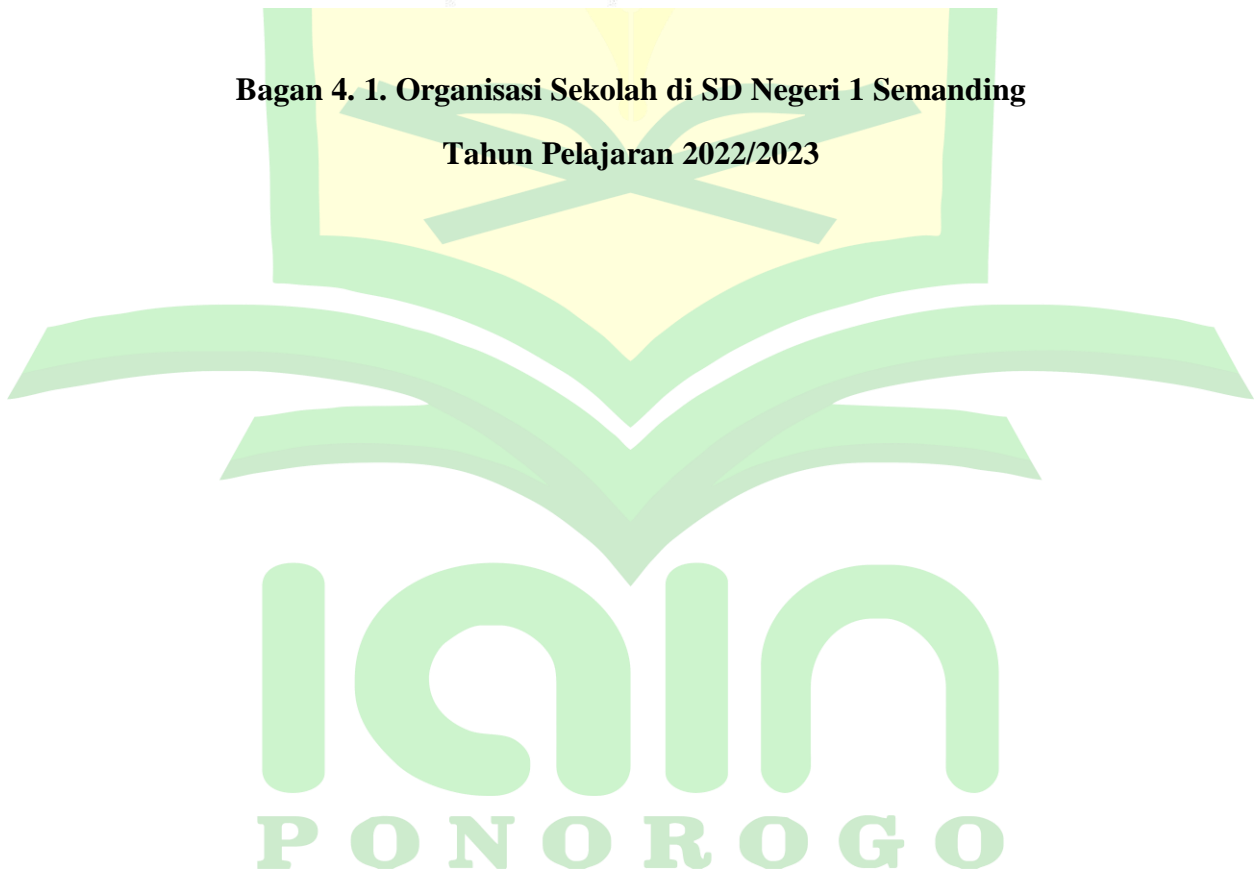 Bagan 4. 1. Organisasi Sekolah di SD Negeri 1 Semanding
Tahun Pelajaran 2022/2023
iain
PONOROGO